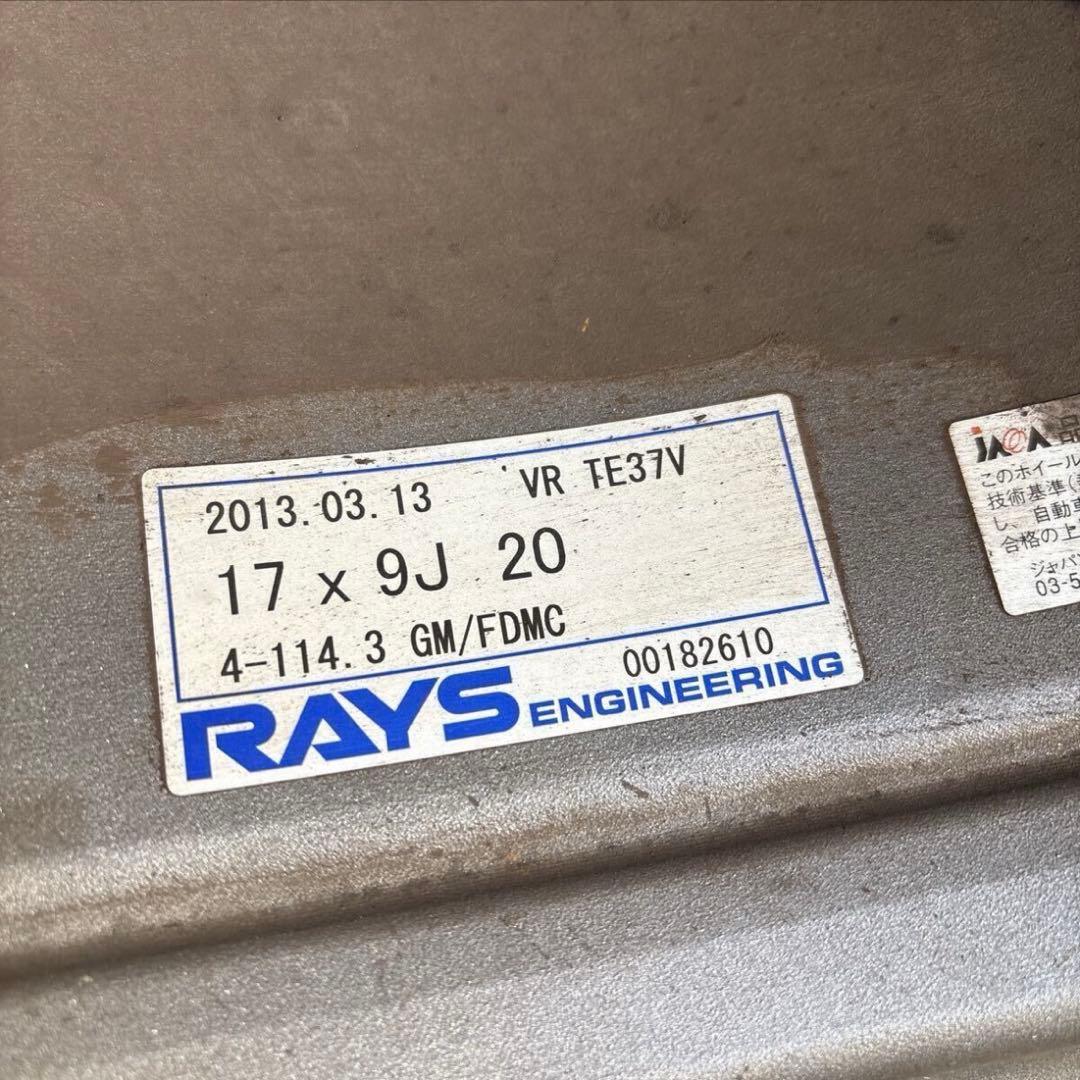 2013.03.13 VR TE37V
17 x 9J 20
4-114.3 GM/FDMC
00182610
RAYS ENGINEERING
JAWA 品
このホイール
技術基準(
し、自動車
合格の上
ジャパ
03-5